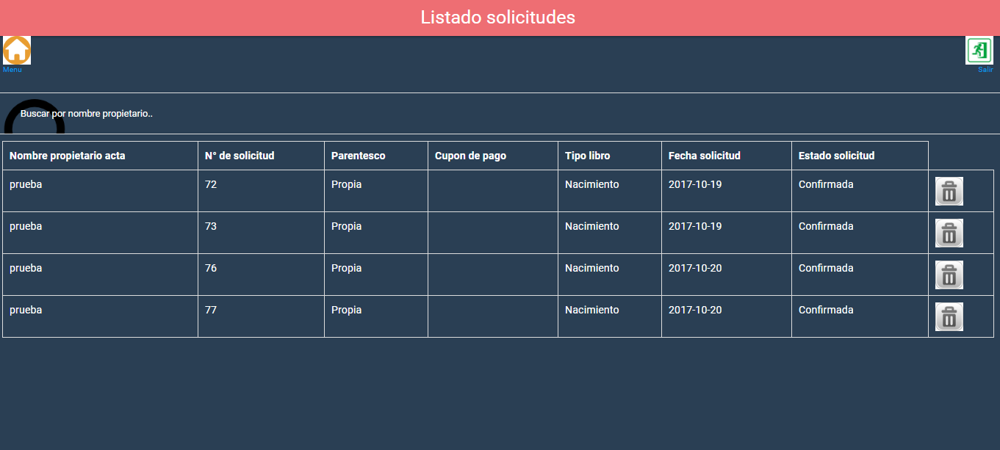 Listado solicitudes
Menu Salir
Buscar por nombre propietario..
Nombre propietario acta N° de solicitud Parentesco Cupon de pago Tipo libro Fecha solicitud Estado solicitud
prueba 72 Propia Nacimiento 2017-10-19 Confirmada
prueba 73 Propia Nacimiento 2017-10-19 Confirmada
prueba 76 Propia Nacimiento 2017-10-20 Confirmada
prueba 77 Propia Nacimiento 2017-10-20 Confirmada